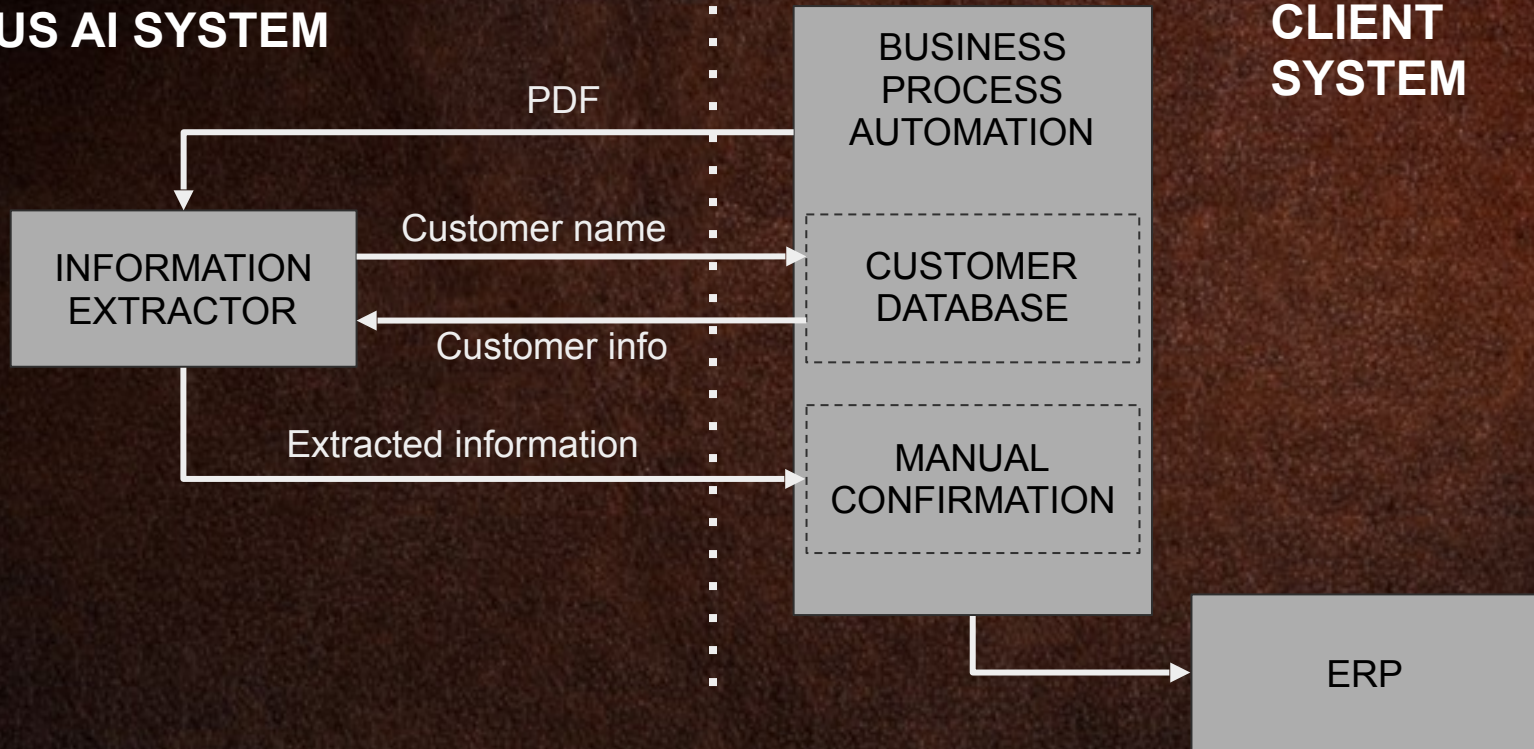 US AI SYSTEM
CLIENT
SYSTEM
BUSINESS
PROCESS
AUTOMATION
PDF
Customer name
INFORMATION
EXTRACTOR
CUSTOMER
DATABASE
Customer info
Extracted information
MANUAL
CONFIRMATION
ERP